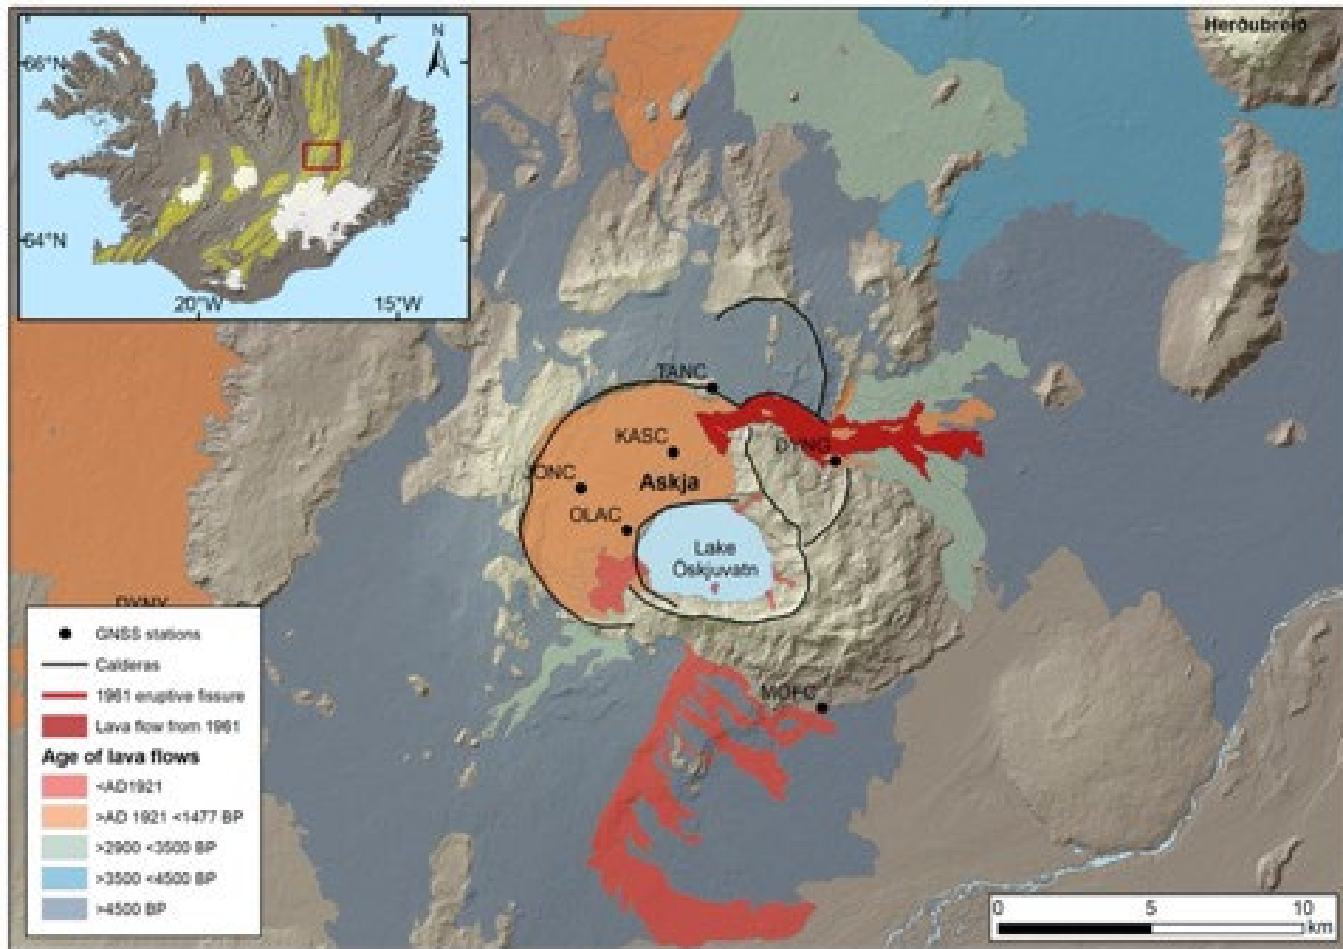 Herðubreið
N
66°N
64°N
20°W
15°W
TANC
KASC
DYNG
JONC
Askja
OLAC
Lake
Öskjuvatn
MOFC
GNSS stations
Calderas
1961 eruptive fissure
Lava flow from 1961
Age of lava flows
<AD1921
>AD 1921 <1477 BP
>2900 <3500 BP
>3500 <4500 BP
>4500 BP
0 5 10
km